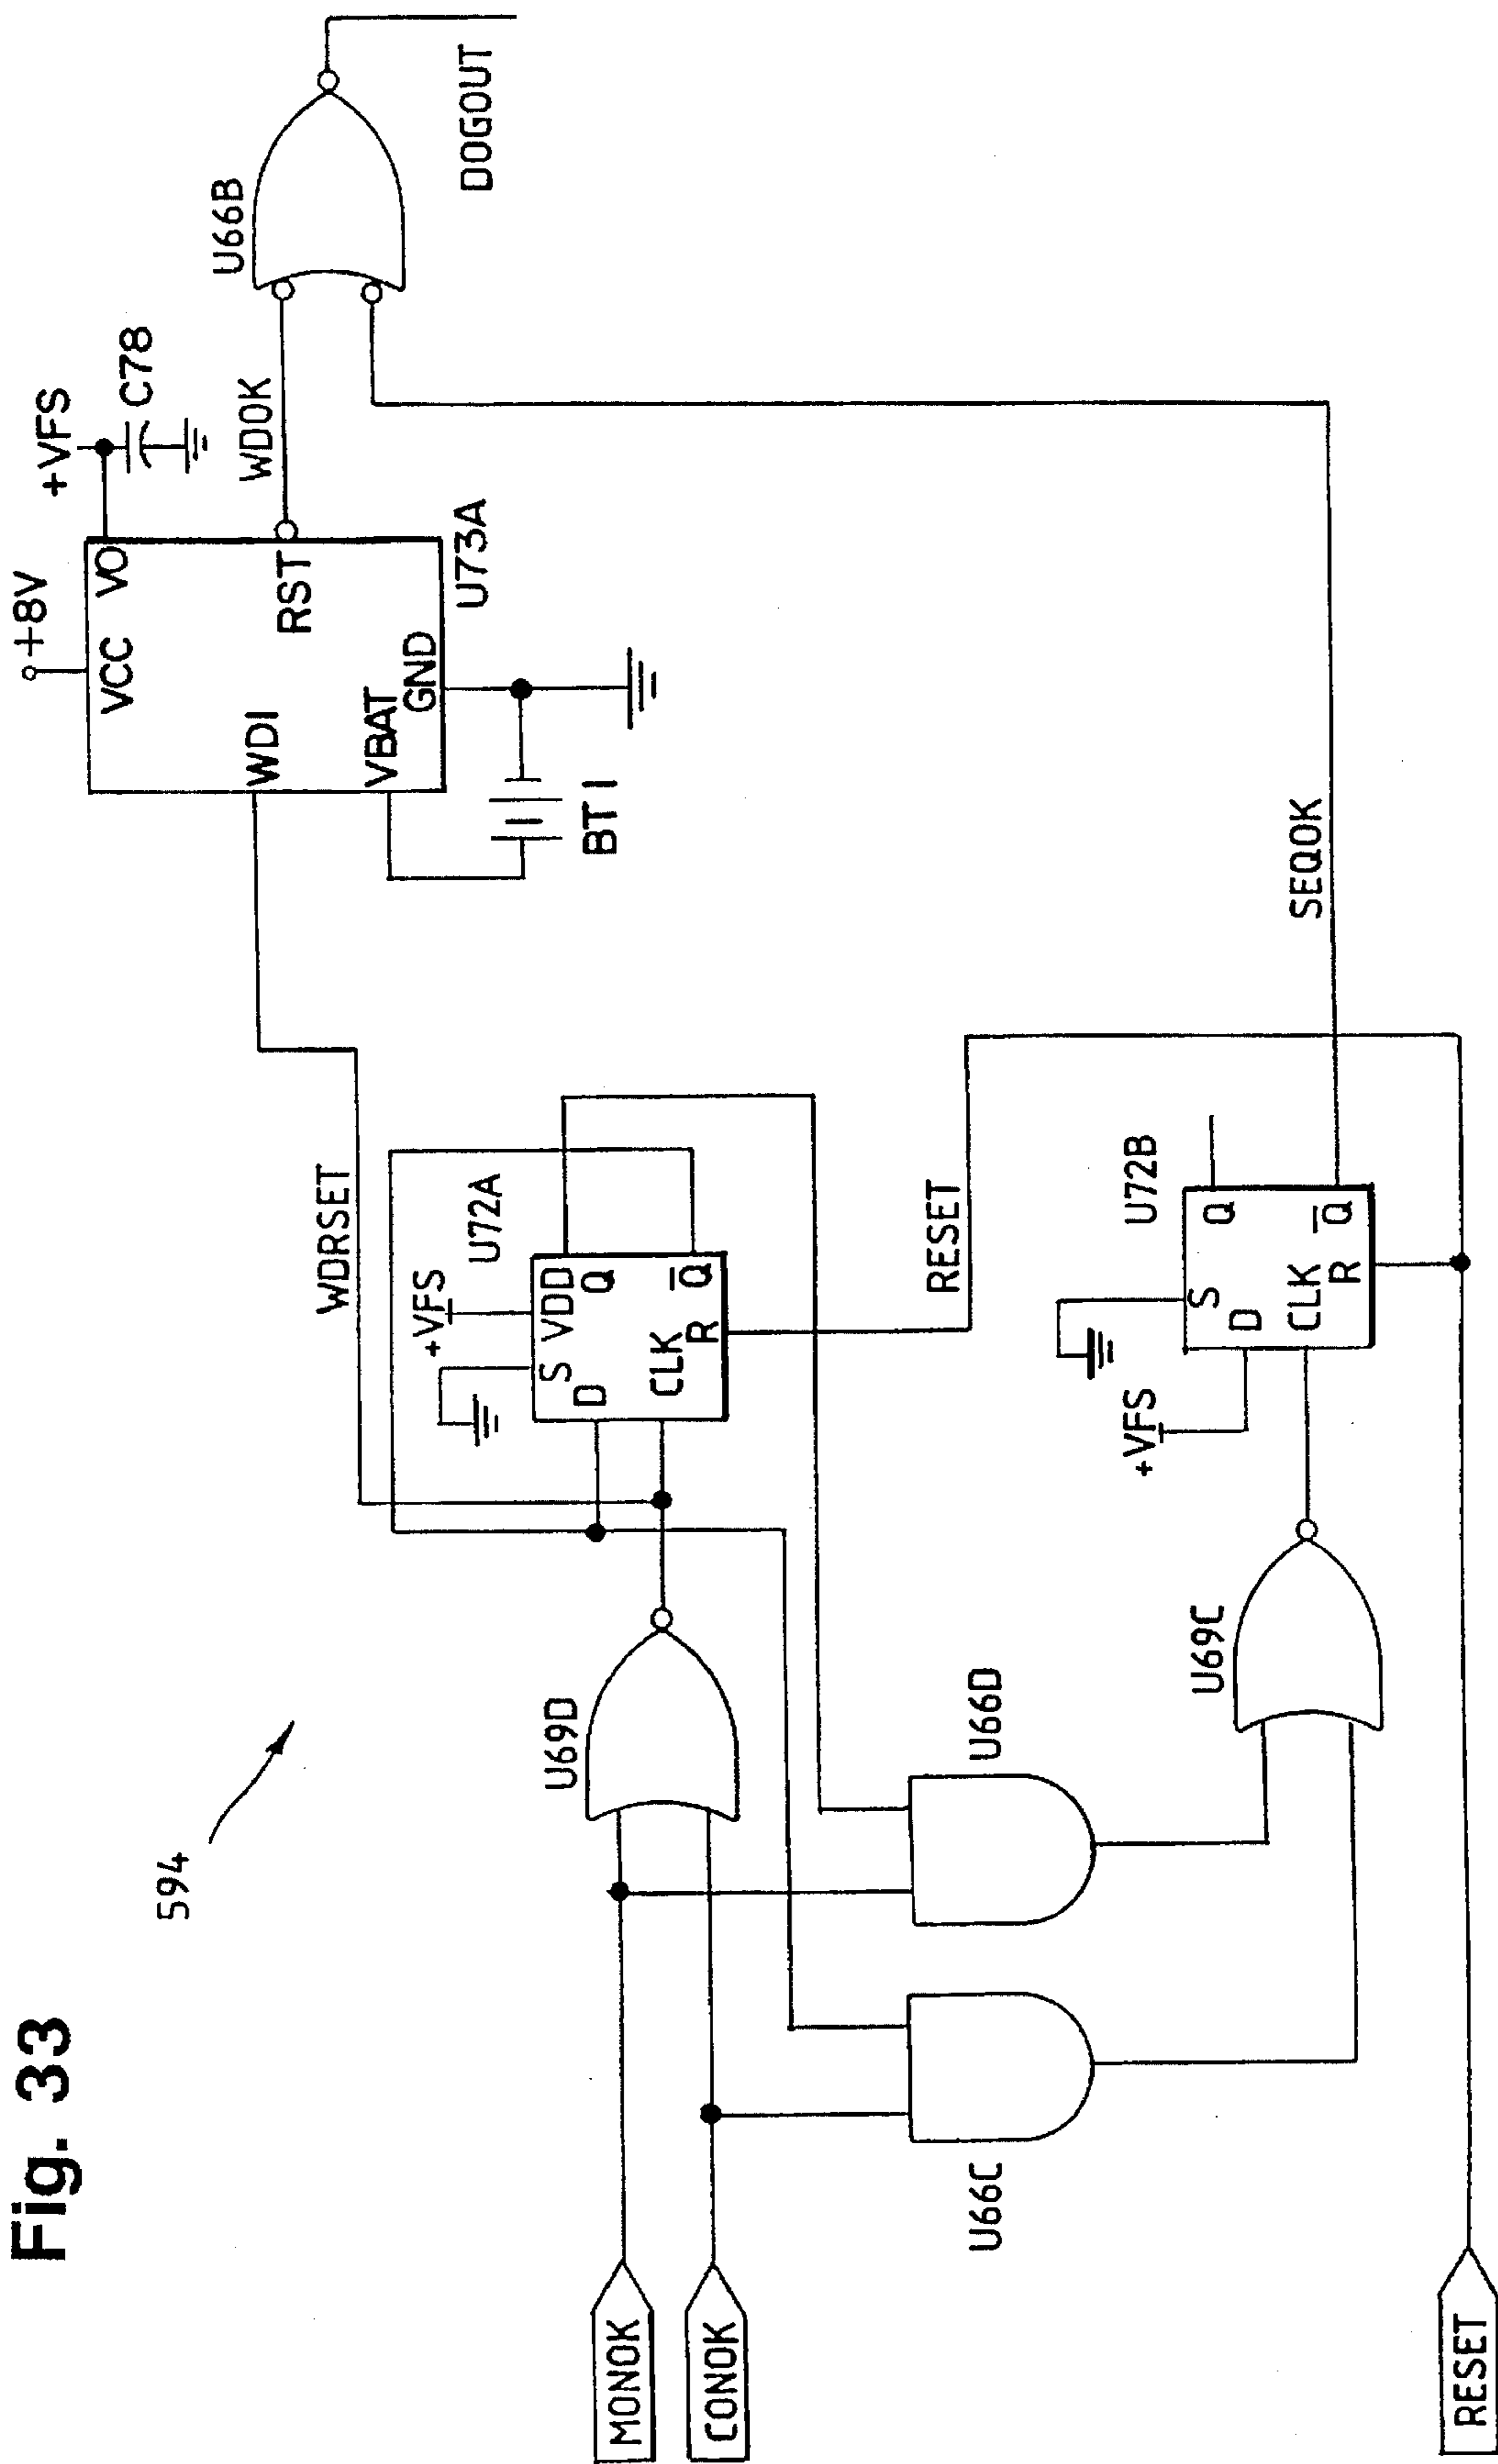 Fig. 33
594
+8V
+VFS
C78
VCC
VO
WDI
RST
VBAT
GND
U73A
BT1
WDOK
U66B
DOGOUT
WDRSET
+VFS
U72A
S
VDD
D
Q
CLK
Q
R
U69D
MONOK
CONOK
RESET
U66C
U66D
U69C
+VFS
U72B
S
Q
D
CLK
Q
R
SEQOK
RESET